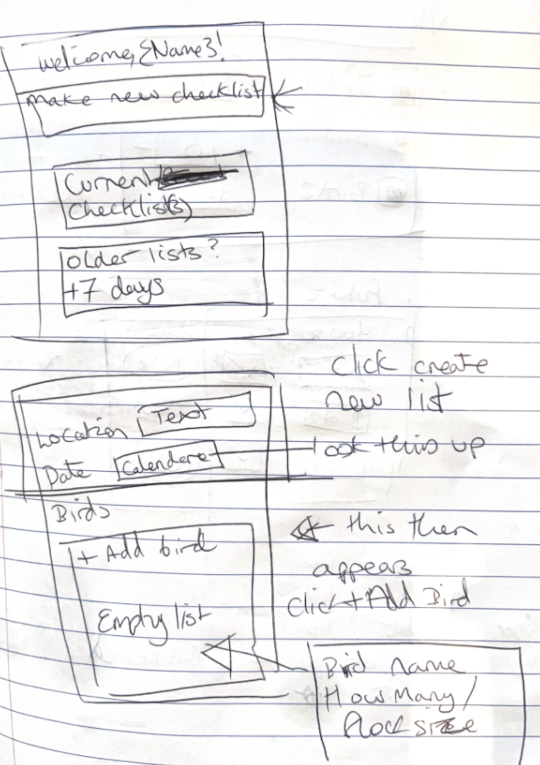 welcome, {Name}!
make new checklist
Current
Checklist(s)
Older lists?
+7 days
click create
new list
Location Text
Date Calendere
look this up
Birds
+ Add bird
this then
appears
Click + Add Bird
Empty list
Bird name
How Many/
flock size